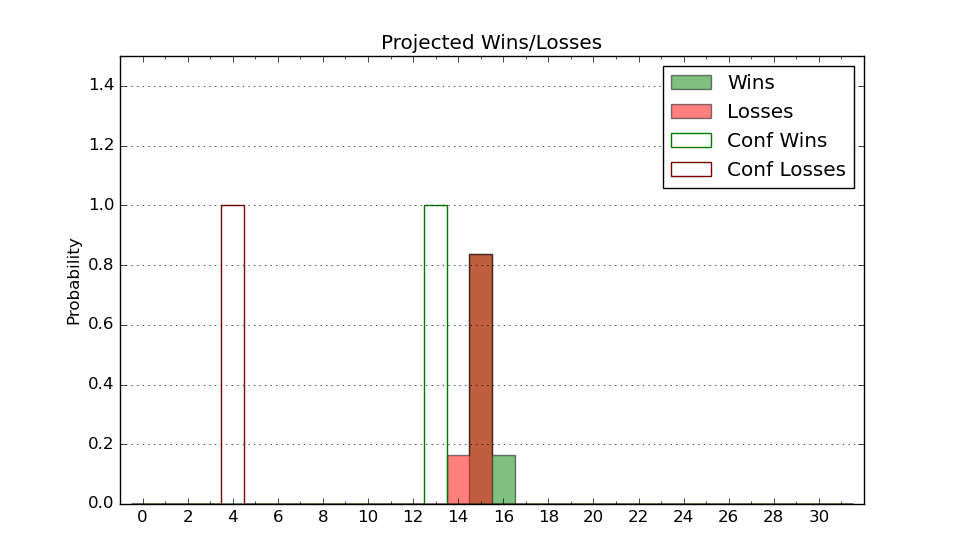 Projected Wins/Losses
Wins
Losses
Conf Wins
Conf Losses
Probability
1.4
1.2
1.0
0.8
0.6
0.4
0.2
0.0
0 2 4 6 8 10 12 14 16 18 20 22 24 26 28 30